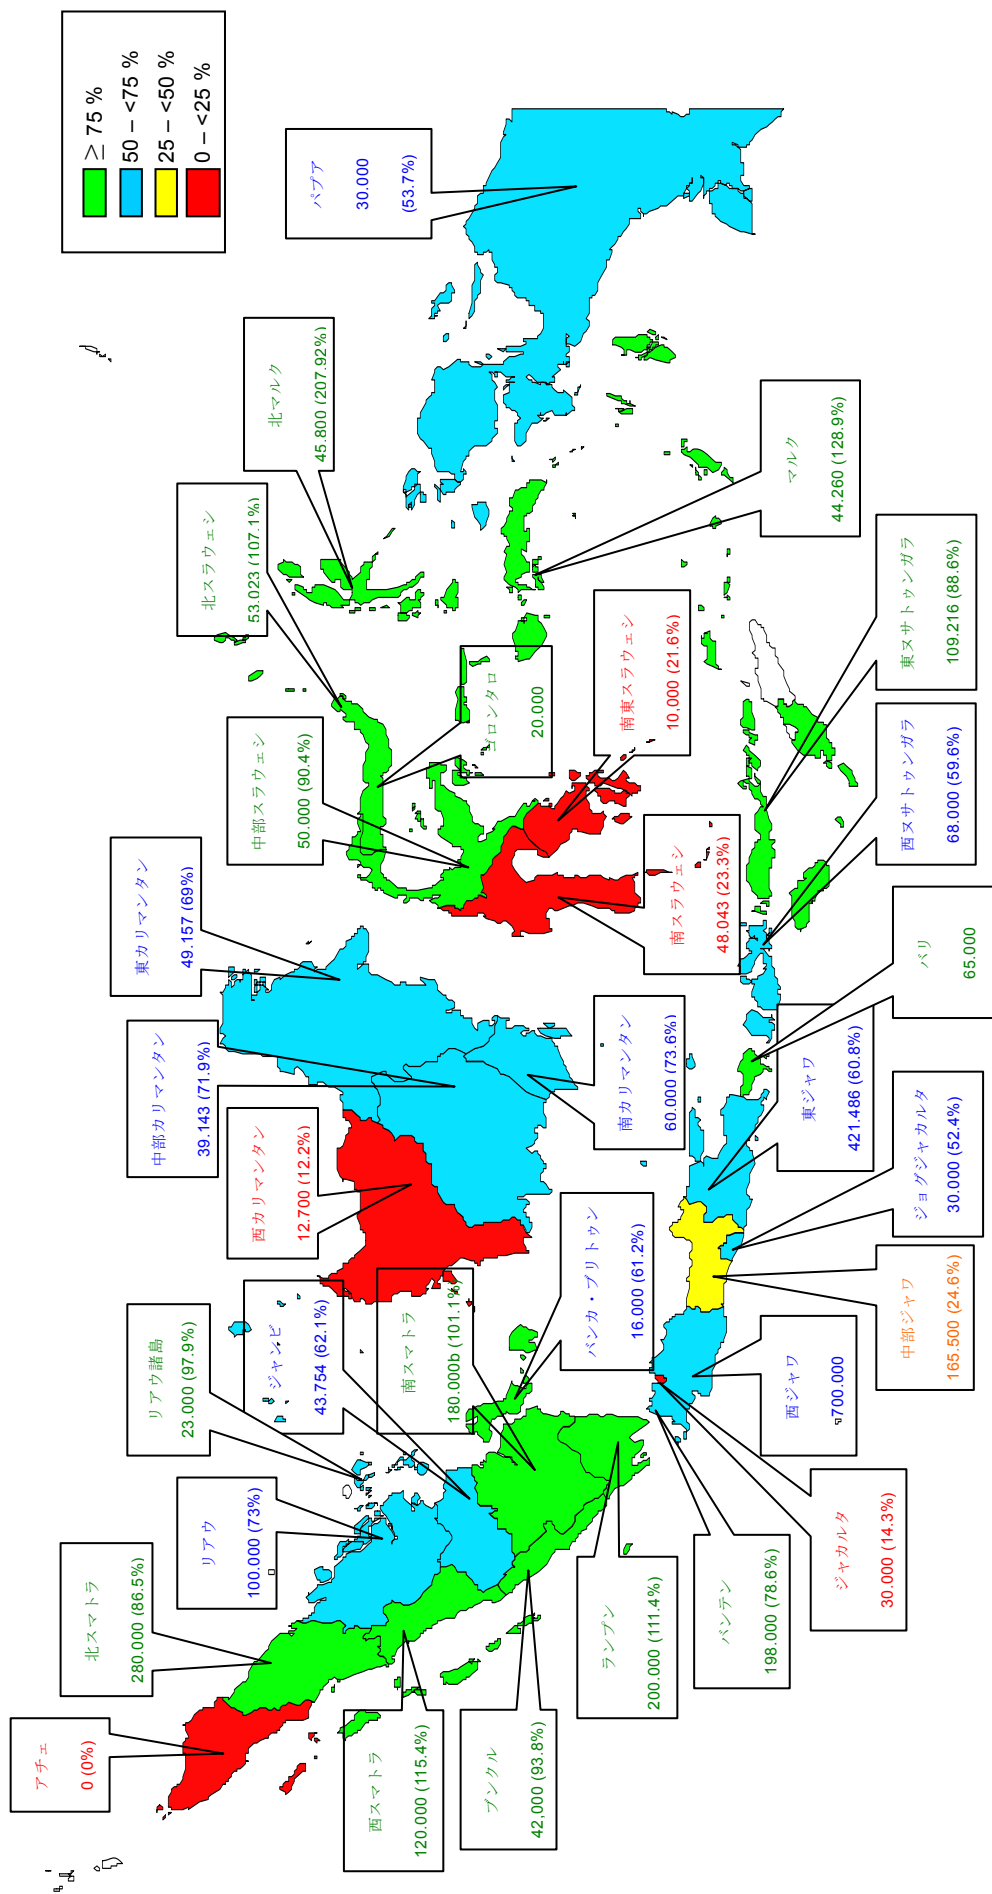 ≥ 75 %
50 – <75 %
25 – <50 %
0 – <25 %
アチェ
0 (0%)
北スマトラ
280.000 (86.5%)
リアウ
100.000 (73%)
リアウ諸島
23.000 (97.9%)
ジャンビ
43.754 (62.1%)
南スマトラ
180.000b (101.1%)
バンカ・ブリトゥン
16.000 (61.2%)
西カリマンタン
12.700 (12.2%)
中部カリマンタン
39.143 (71.9%)
東カリマンタン
49.157 (69%)
南カリマンタン
60.000 (73.6%)
中部スラウェシ
50.000 (90.4%)
北スラウェシ
53.023 (107.1%)
ゴロンタロ
20.000
北マルク
45.800 (207.92%)
南東スラウェシ
10,000 (21.6%)
南スラウェシ
48.043 (23.3%)
パプア
30.000
(53.7%)
マルク
44.260 (128.9%)
東ヌサトゥンガラ
109.216 (88.6%)
西ヌサトゥンガラ
68.000 (59.6%)
バリ
65.000
東ジャワ
421.486 (60.8%)
ジョグジャカルタ
30.000 (52.4%)
中部ジャワ
165.500 (24.6%)
西ジャワ
700.000
ジャカルタ
30.000 (14.3%)
バンテン
198.000 (78.6%)
ランプン
200.000 (111.4%)
ブンクル
42,000 (93.8%)
西スマトラ
120.000 (115.4%)